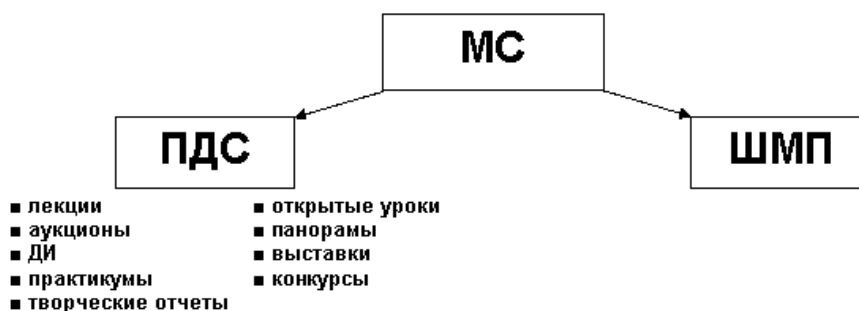 МС
ПДС
ШМП
■ лекции
■ аукционы
■ ДИ
■ практикумы
■ творческие отчеты
■ открытые уроки
■ панорамы
■ выставки
■ конкурсы